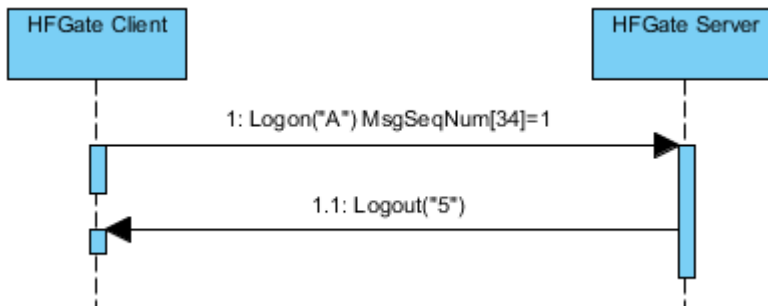 HFGate Client
HFGate Server
1: Logon("A") MsgSeqNum[34]=1
1.1: Logout("5")